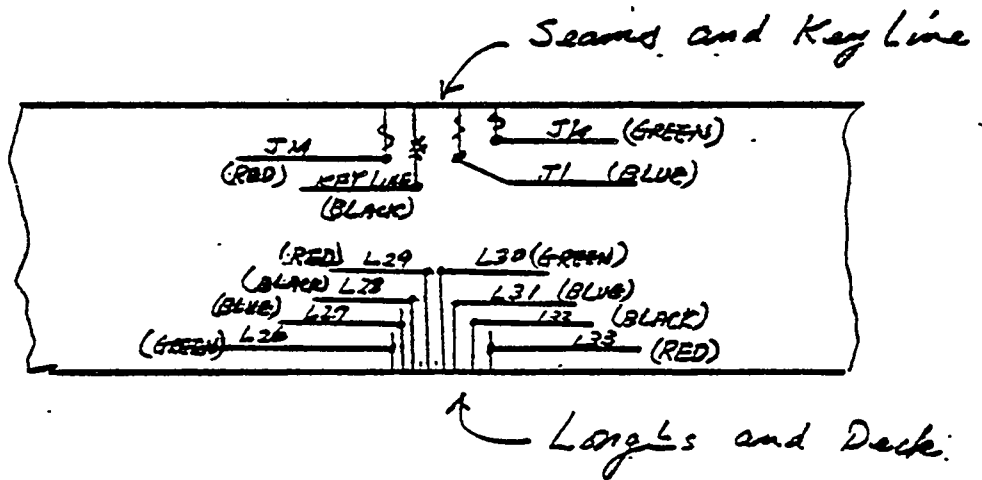 Seams and Key Line
JK (GREEN)
JM
(RED)
J1 (BLUE)
KEY LINE
(BLACK)
(RED) L29
L30 (GREEN)
(BLACK) L28
L31 (BLUE)
(BLUE) L27
L32 (BLACK)
(GREEN) L26
L33 (RED)
LongLs and Deck.